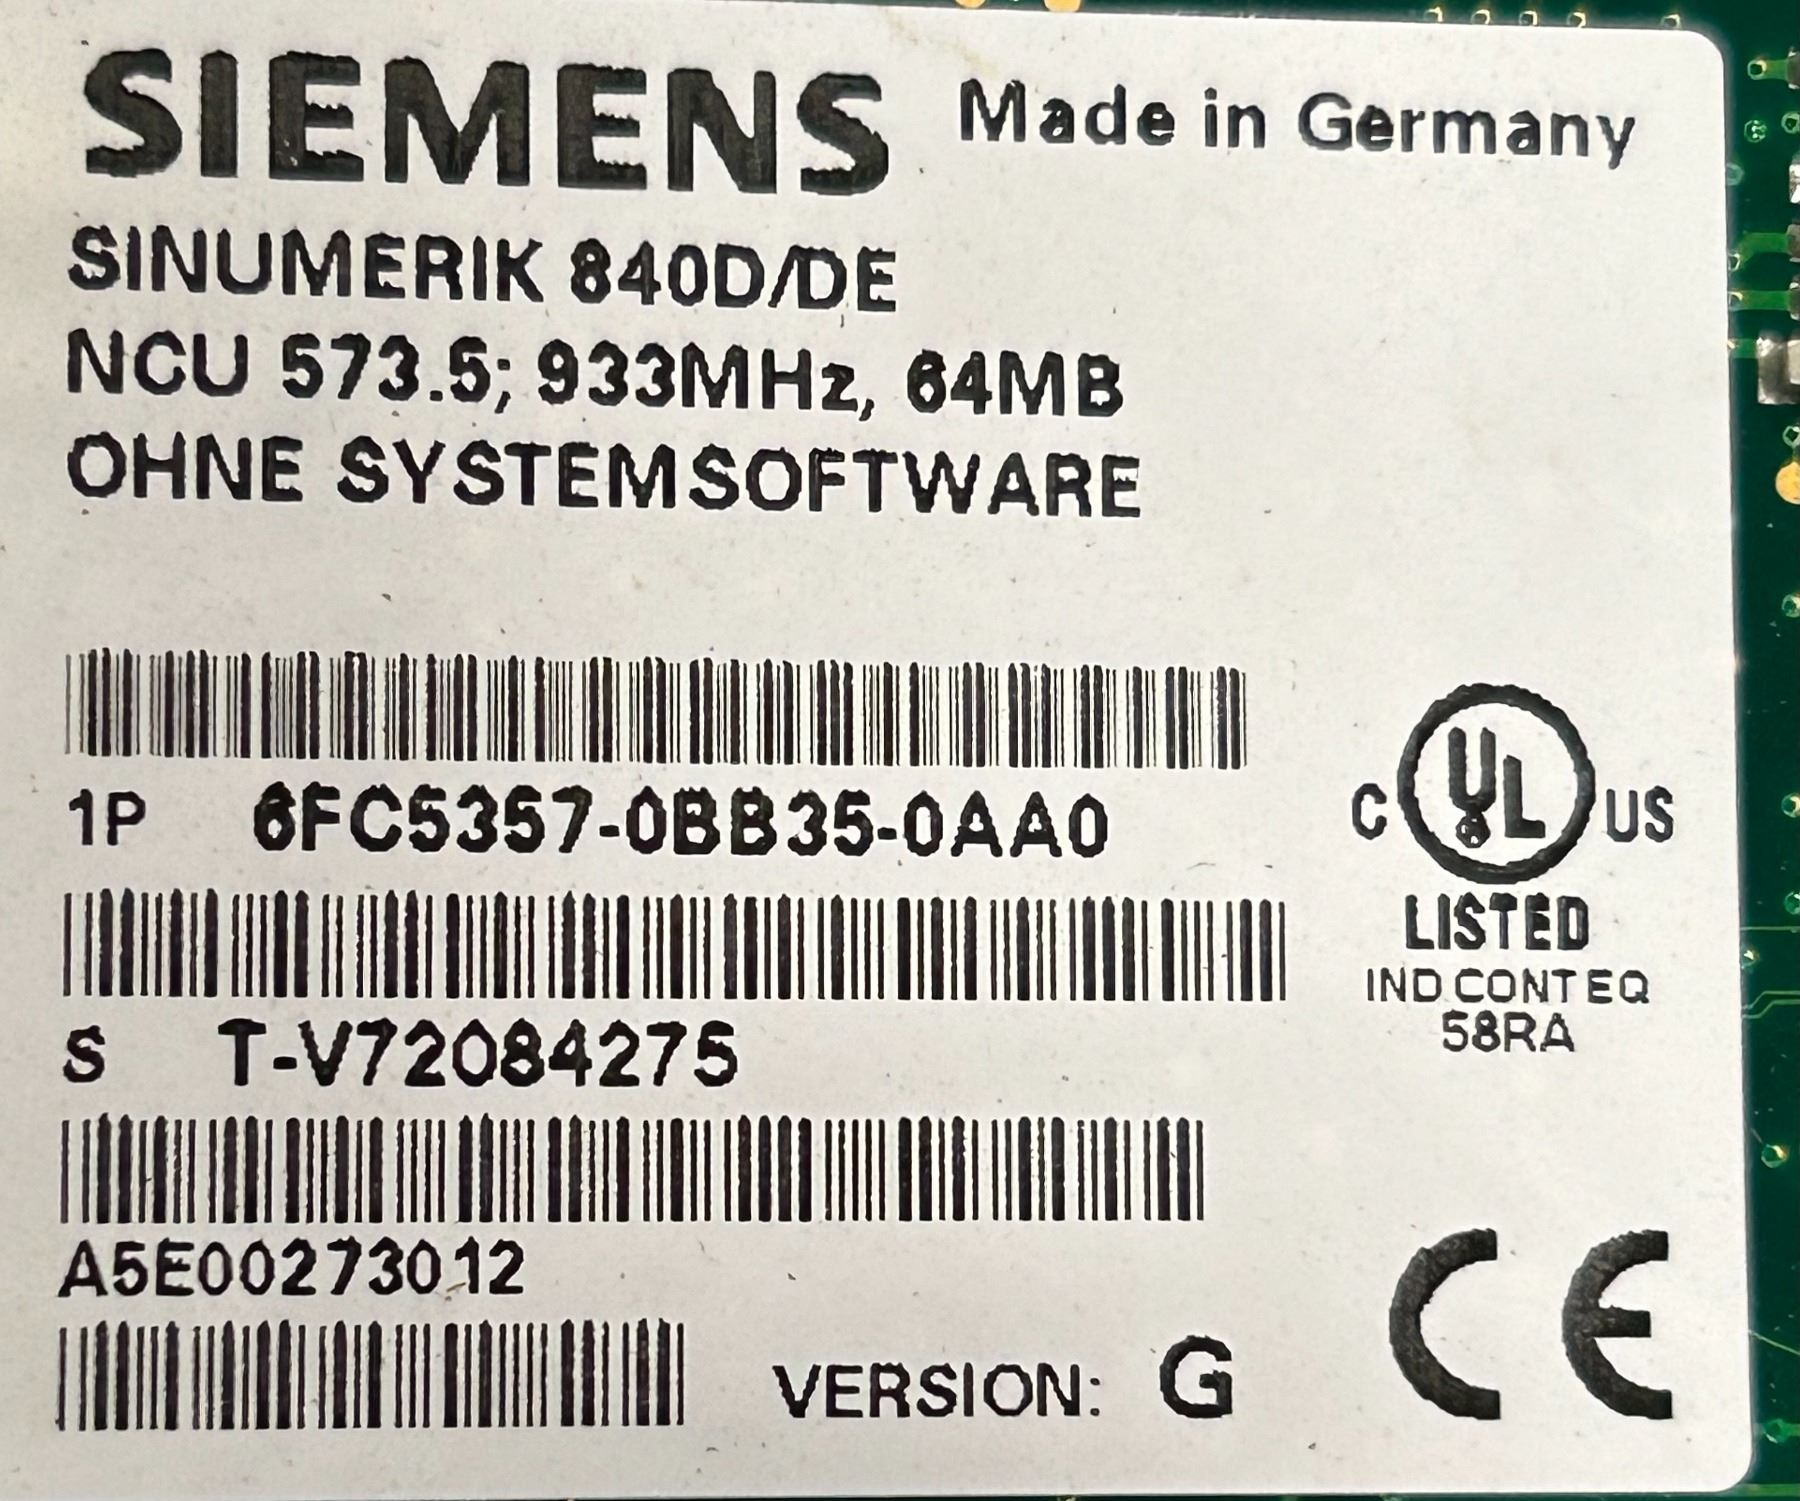 SIEMENS Made in Germany
SINUMERIK 840D/DE
NCU 573.5; 933MHz, 64MB
OHNE SYSTEMSOFTWARE
1P 6FC5357-0BB35-0AA0
C UL US
LISTED
IND.CONT.EQ
58RA
S T-V72084275
A5E00273012
VERSION: G
CE